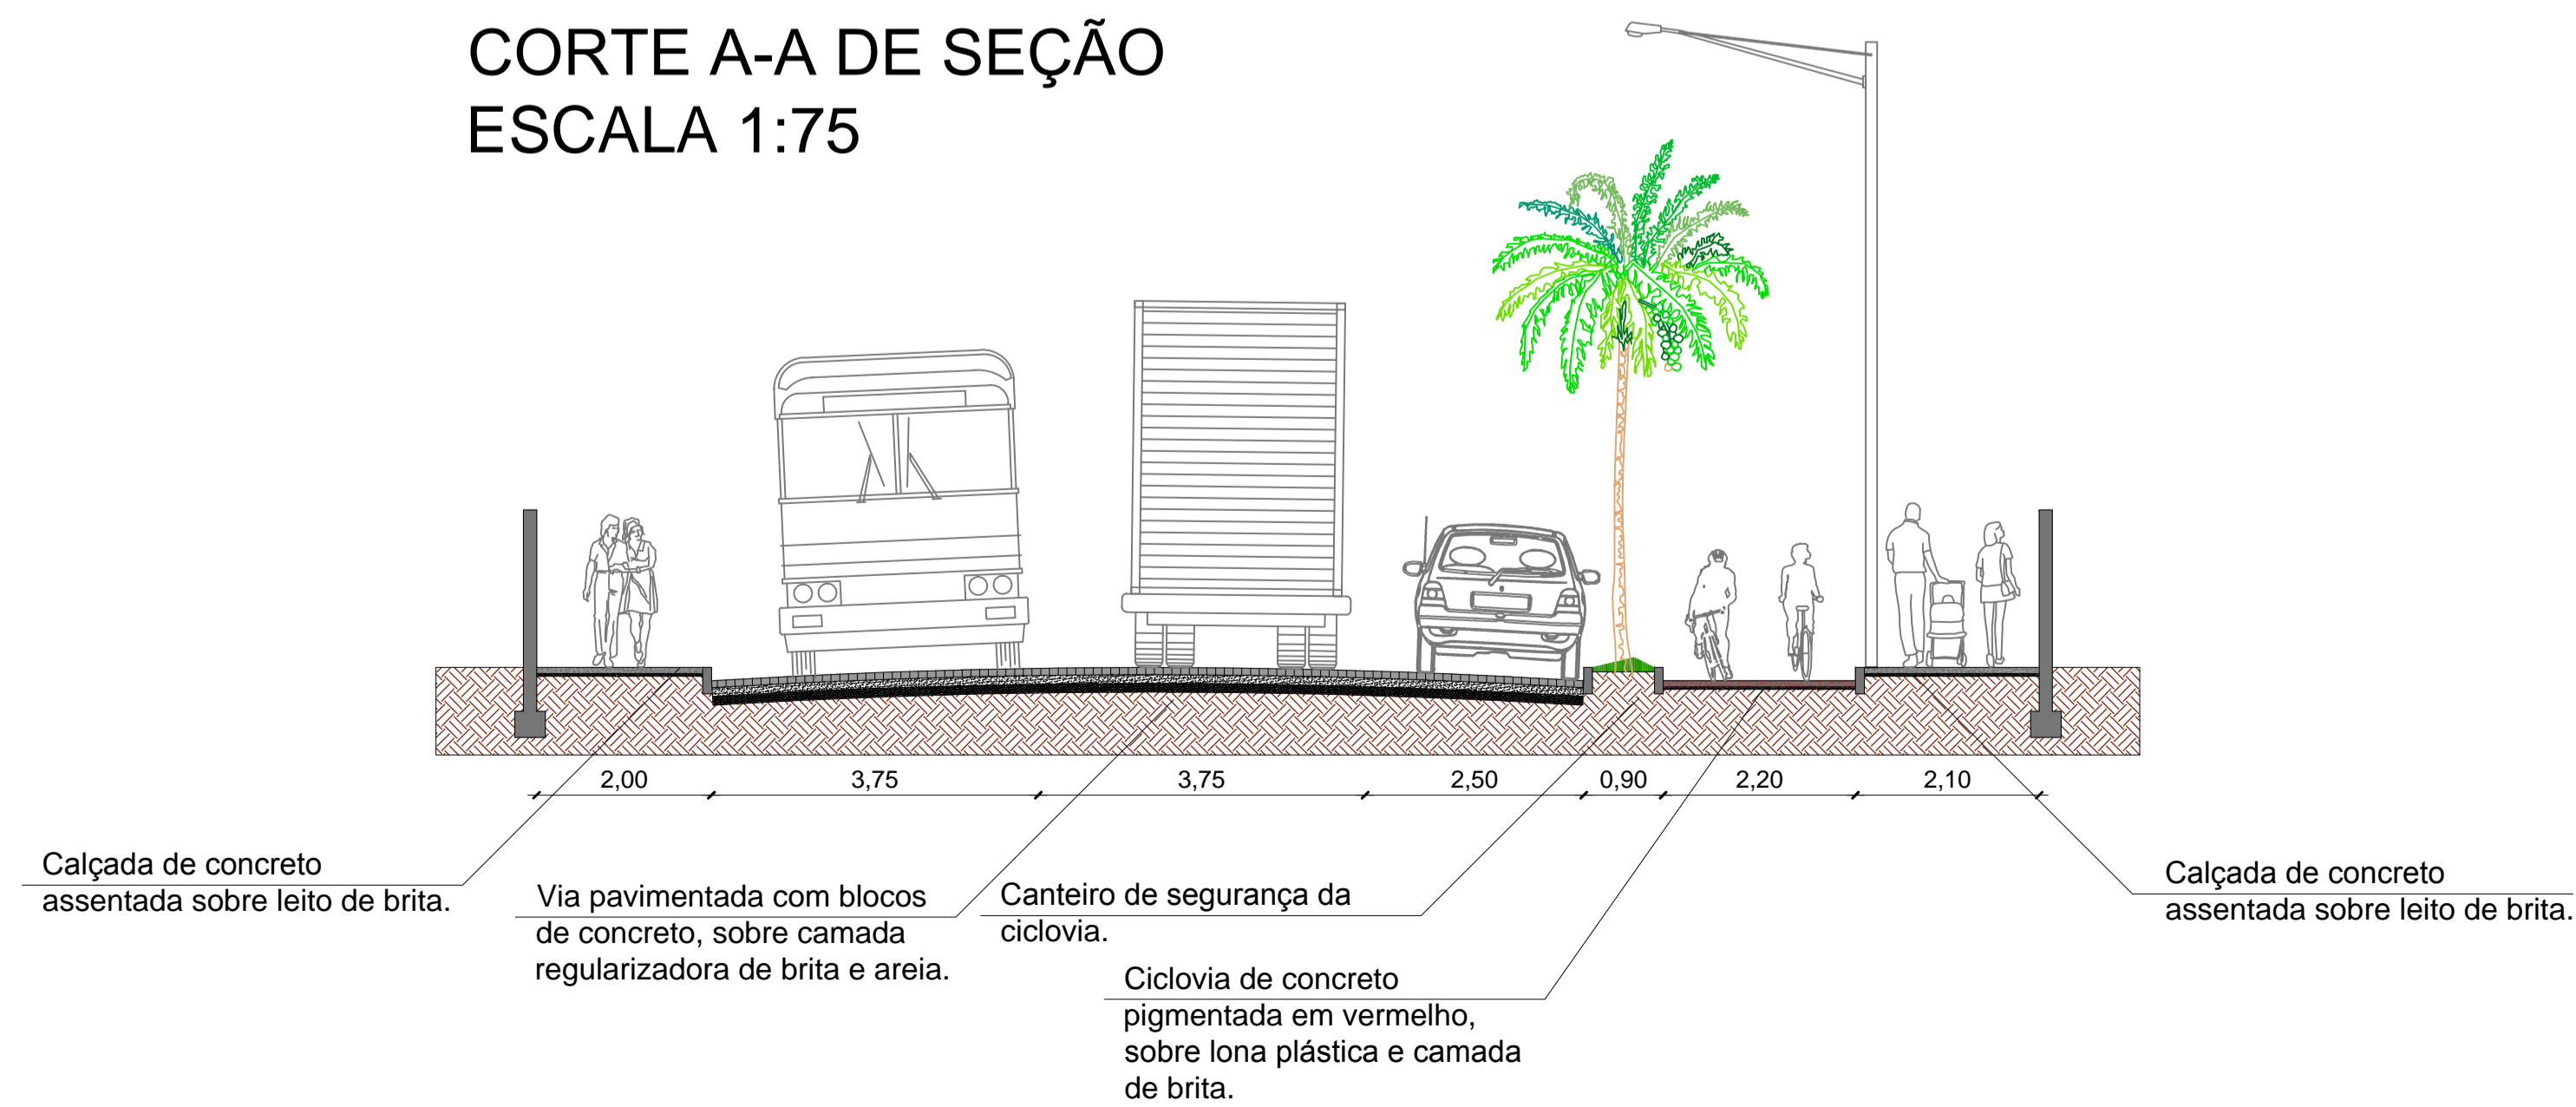 CORTE A-A DE SEÇÃO
ESCALA 1:75
2,00
3,75
3,75
2,50
0,90
2,20
2,10
Calçada de concreto
assentada sobre leito de brita.
Via pavimentada com blocos
de concreto, sobre camada
regularizadora de brita e areia.
Canteiro de segurança da
ciclovia.
Ciclovia de concreto
pigmentada em vermelho,
sobre lona plástica e camada
de brita.
Calçada de concreto
assentada sobre leito de brita.